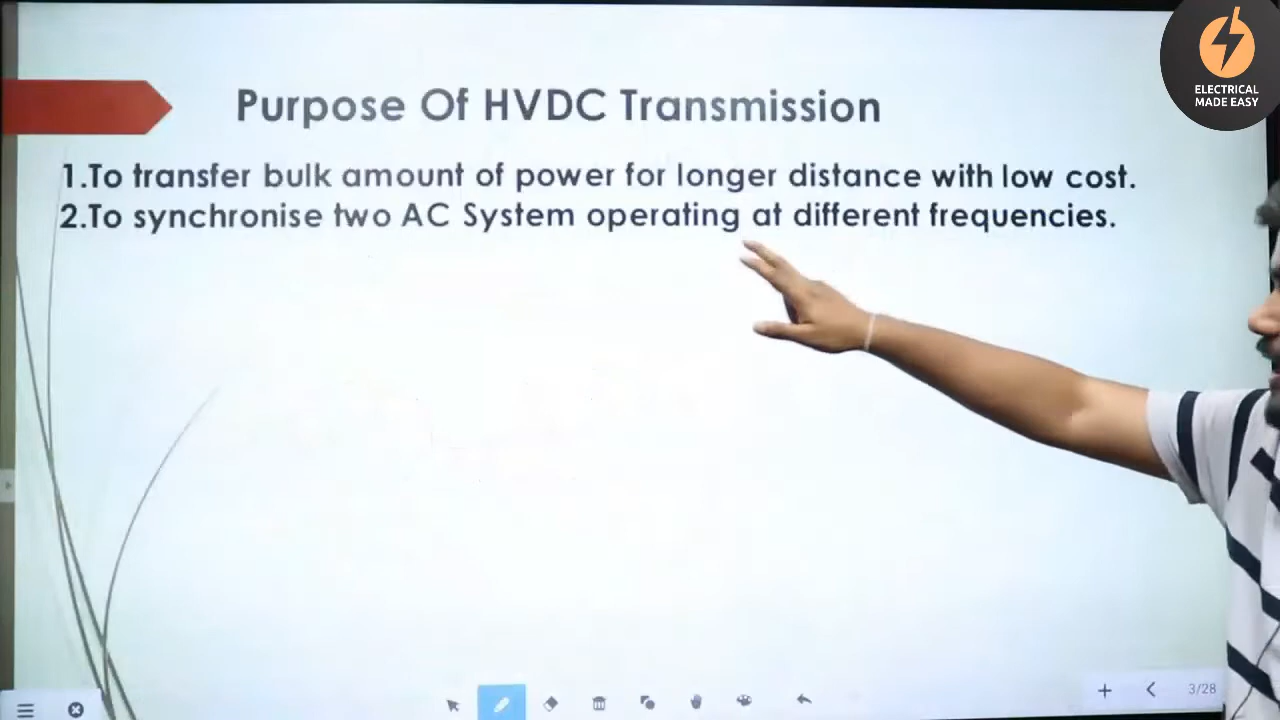 ELECTRICAL
MADE EASY
Purpose Of HVDC Transmission
1.To transfer bulk amount of power for longer distance with low cost.
2.To synchronise two AC System operating at different frequencies.
3/28